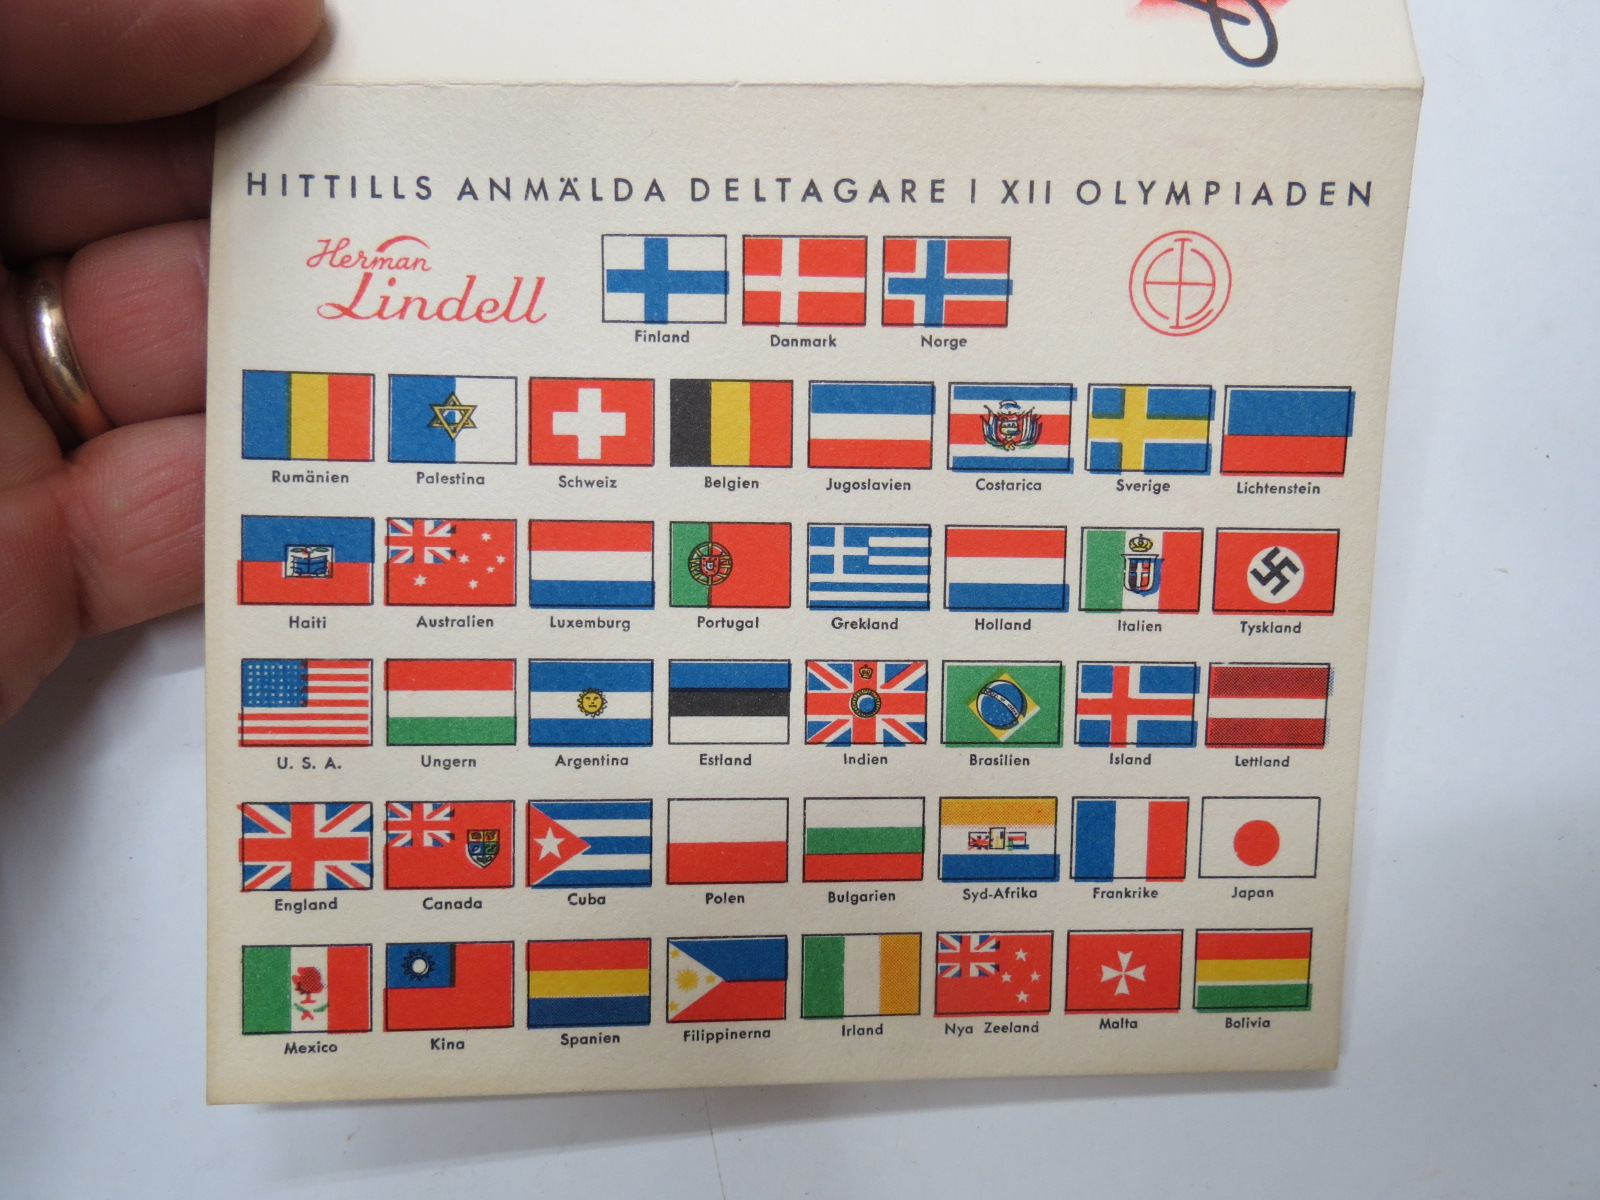 HITTILLS ANMÄLDA DELTAGARE I XII OLYMPIADEN
Herman
Lindell
Finland Danmark Norge
Rumänien Palestina Schweiz Belgien Jugoslavien Costarica Sverige Lichtenstein
Haiti Australien Luxemburg Portugal Grekland Holland Italien Tyskland
U. S. A. Ungern Argentina Estland Indien Brasilien Island Lettland
England Canada Cuba Polen Bulgarien Syd-Afrika Frankrike Japan
Mexico Kina Spanien Filippinerna Irland Nya Zeeland Malta Bolivia